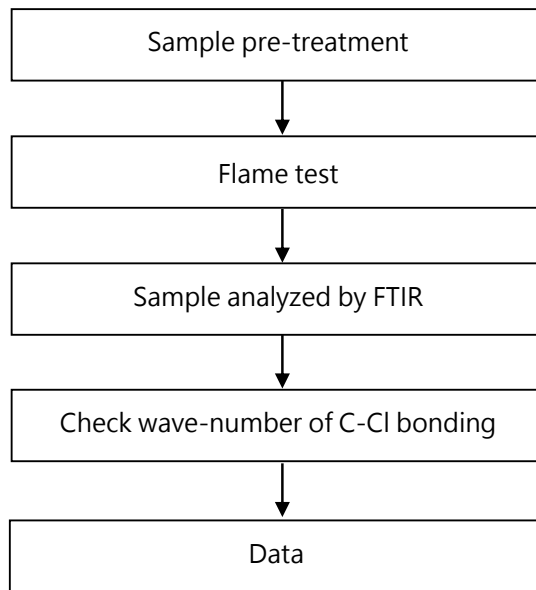 Sample pre-treatment
Flame test
Sample analyzed by FTIR
Check wave-number of C-Cl bonding
Data